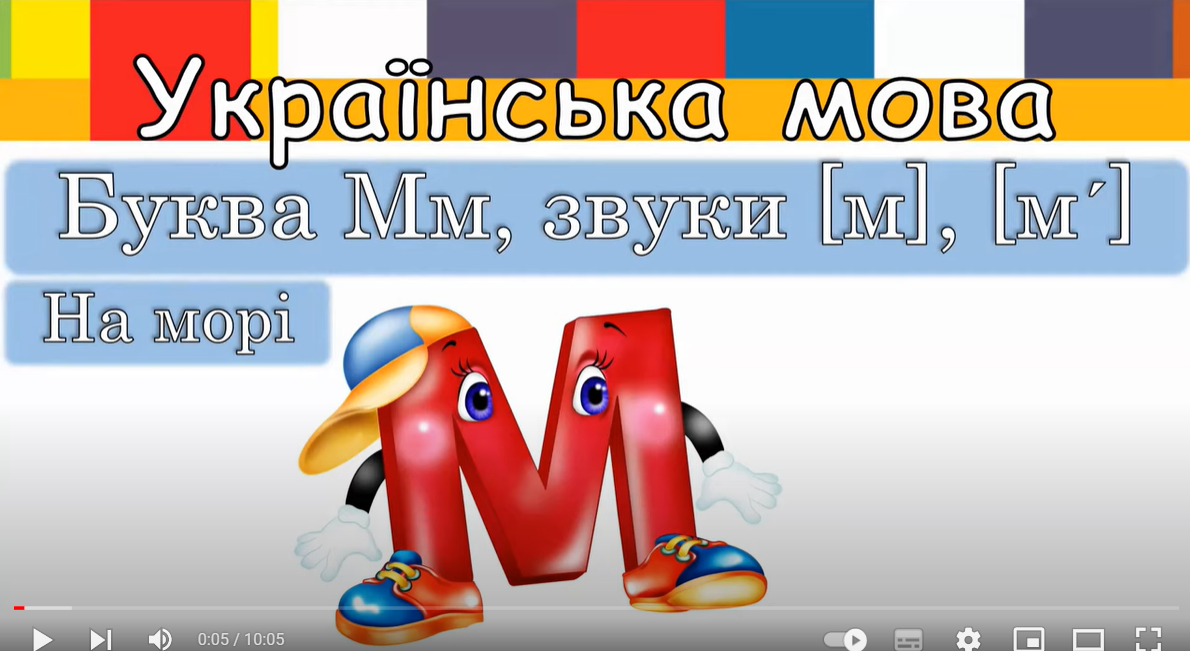 Українська мова
Буква Мм, звуки [м], [м´]
На морі
М
0:05 / 10:05